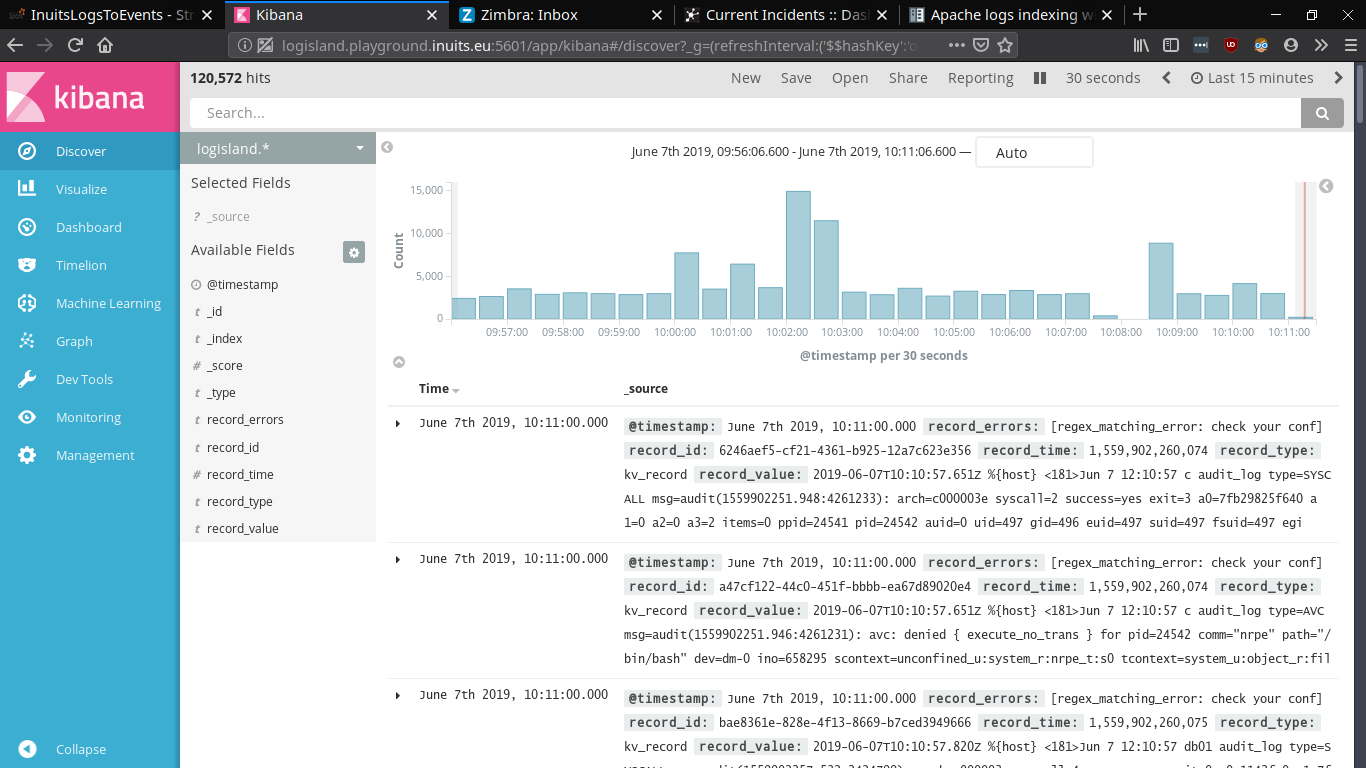 InuitsLogsToEvents - Str
Kibana
Zimbra: Inbox
Current Incidents :: Dash
Apache logs indexing w
logisland.playground.inuits.eu:5601/app/kibana#/discover?_g=(refreshInterval:('$$hashKey':'o
kibana
Discover
Visualize
Dashboard
Timelion
Machine Learning
Graph
Dev Tools
Monitoring
Management
Collapse
120,572 hits
New Save Open Share Reporting 30 seconds Last 15 minutes
Search...
logisland.*
Selected Fields
? _source
Available Fields
@timestamp
t _id
t _index
# _score
t _type
t record_errors
t record_id
# record_time
t record_type
t record_value
June 7th 2019, 09:56:06.600 - June 7th 2019, 10:11:06.600 — Auto
Count
15,000
10,000
5,000
0
09:57:00 09:58:00 09:59:00 10:00:00 10:01:00 10:02:00 10:03:00 10:04:00 10:05:00 10:06:00 10:07:00 10:08:00 10:09:00 10:10:00 10:11:00
@timestamp per 30 seconds
Time _source
June 7th 2019, 10:11:00.000 @timestamp: June 7th 2019, 10:11:00.000 record_errors: [regex_matching_error: check your conf]
record_id: 6246aef5-cf21-4361-b925-12a7c623e356 record_time: 1,559,902,260,074 record_type:
kv_record record_value: 2019-06-07T10:10:57.651Z %{host} <181>Jun 7 12:10:57 c audit_log type=SYSC
ALL msg=audit(1559902251.948:4261233): arch=c000003e syscall=2 success=yes exit=3 a0=7fb29825f640 a
1=0 a2=0 a3=2 items=0 ppid=24541 pid=24542 auid=0 uid=497 gid=496 euid=497 suid=497 fsuid=497 egi
June 7th 2019, 10:11:00.000 @timestamp: June 7th 2019, 10:11:00.000 record_errors: [regex_matching_error: check your conf]
record_id: a47cf122-44c0-451f-bbbb-ea67d89020e4 record_time: 1,559,902,260,074 record_type:
kv_record record_value: 2019-06-07T10:10:57.651Z %{host} <181>Jun 7 12:10:57 c audit_log type=AVC
msg=audit(1559902251.946:4261231): avc: denied { execute_no_trans } for pid=24542 comm="nrpe" path="/
bin/bash" dev=dm-0 ino=658295 scontext=unconfined_u:system_r:nrpe_t:s0 tcontext=system_u:object_r:fil
June 7th 2019, 10:11:00.000 @timestamp: June 7th 2019, 10:11:00.000 record_errors: [regex_matching_error: check your conf]
record_id: bae8361e-828e-4f13-8669-b7ced3949666 record_time: 1,559,902,260,075 record_type:
kv_record record_value: 2019-06-07T10:10:57.820Z %{host} <181>Jun 7 12:10:57 db01 audit_log type=S